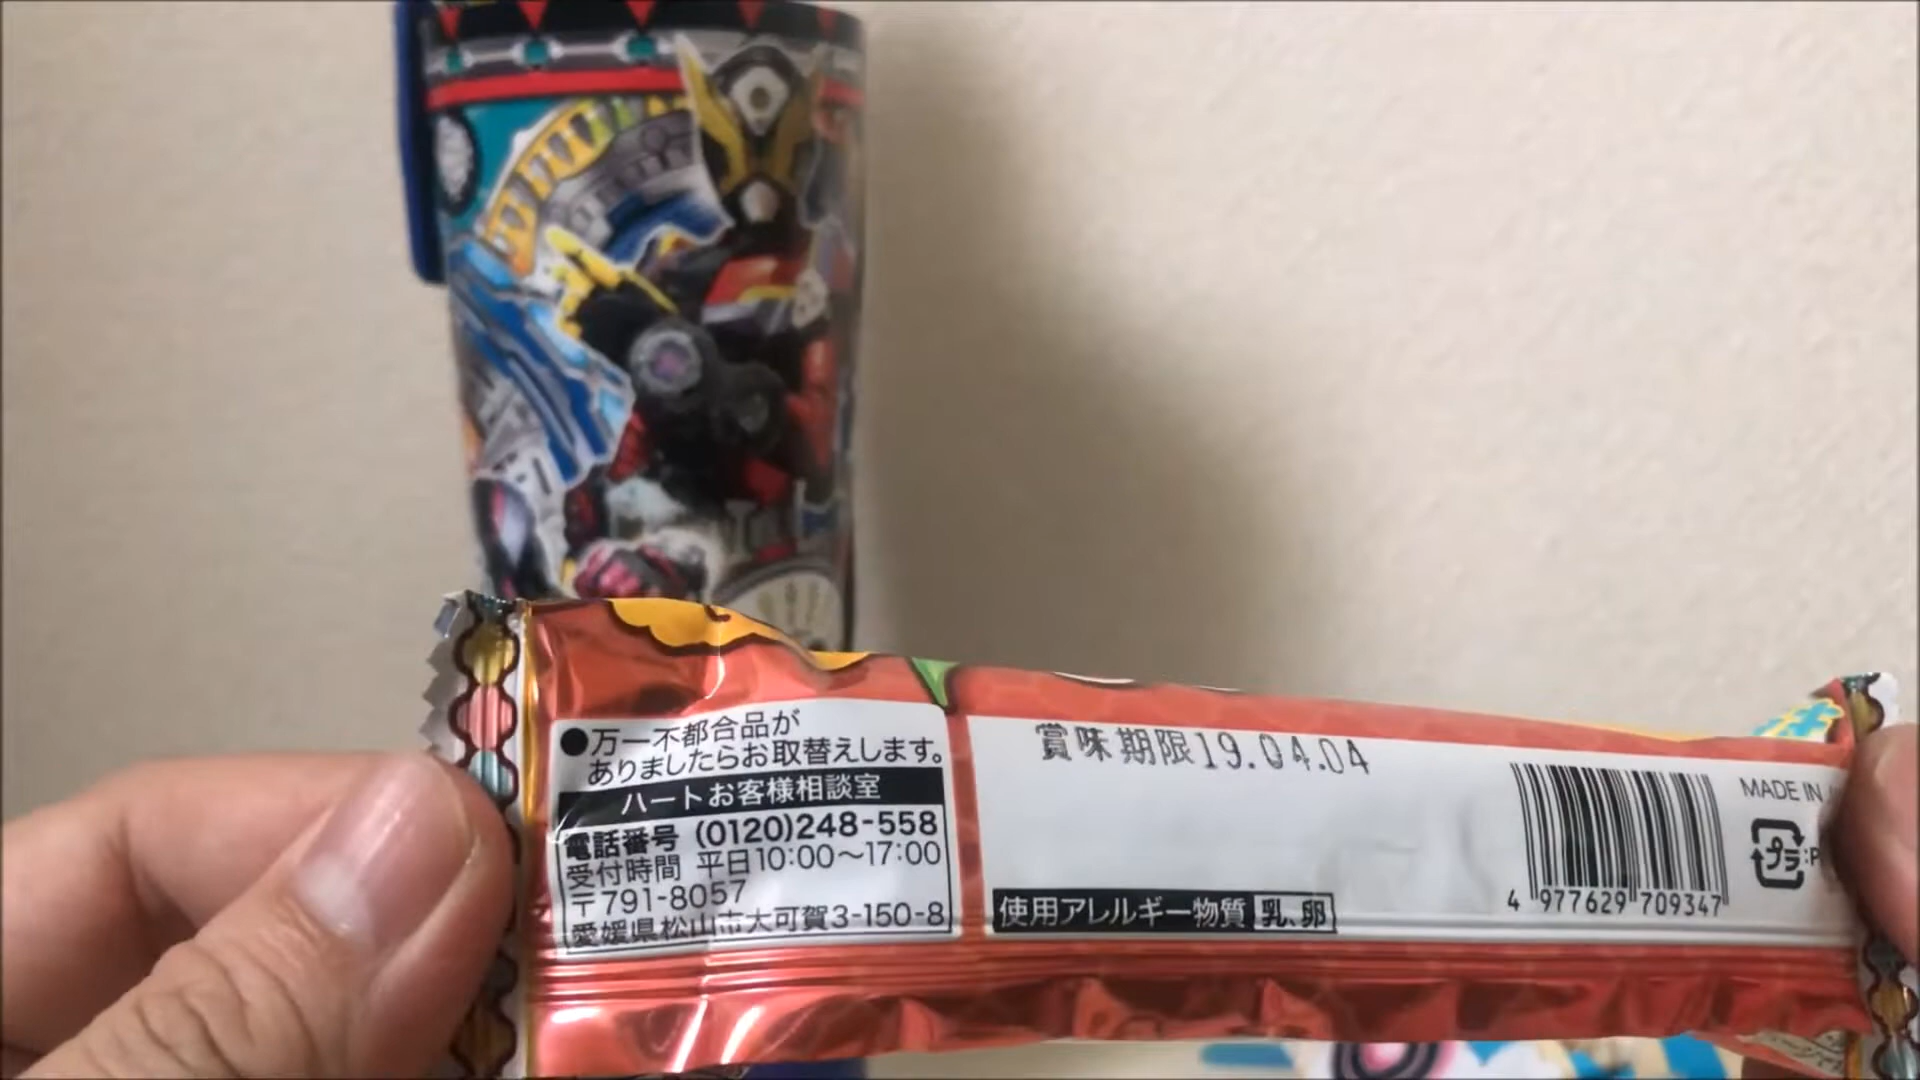 ●万一不都合品が
ありましたらお取替えします。
ハートお客様相談室
電話番号 (0120)248-558
受付時間 平日10:00〜17:00
〒791-8057
愛媛県松山市大可賀3-150-8
賞味期限19.04.04
使用アレルギー物質 乳、卵
4 977629 709347
MADE IN
プラ